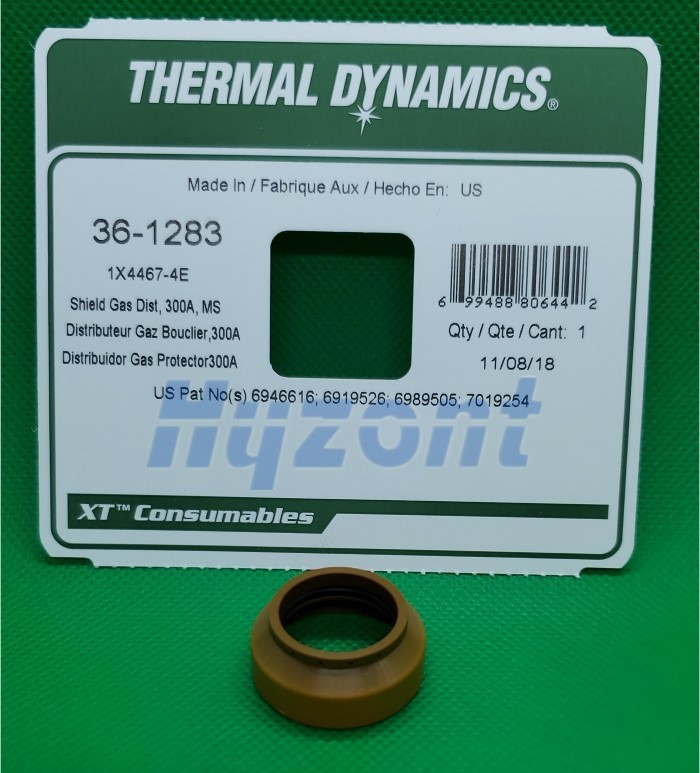 THERMAL DYNAMICS®
Made In / Fabrique Aux / Hecho En: US
36-1283
1X4467-4E
Shield Gas Dist, 300A, MS
Distributeur Gaz Bouclier,300A
Distribuidor Gas Protector300A
6 99488 80644 2
Qty / Qte / Cant: 1
11/08/18
US Pat No(s) 6946616; 6919526; 6989505; 7019254
Hyzont
XT™ Consumables